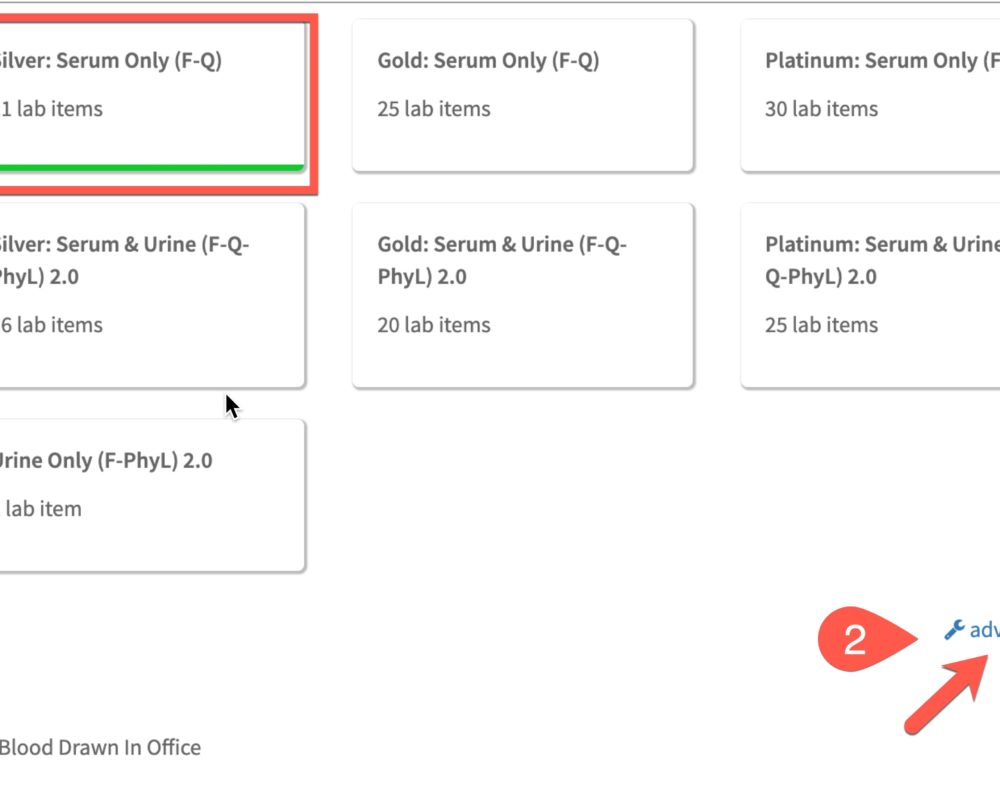 ilver: Serum Only (F-Q)
Gold: Serum Only (F-Q)
Platinum: Serum Only (F
1 lab items
25 lab items
30 lab items
ilver: Serum & Urine (F-Q-
PhyL) 2.0
Gold: Serum & Urine (F-Q-
PhyL) 2.0
Platinum: Serum & Urine
Q-PhyL) 2.0
6 lab items
20 lab items
25 lab items
Urine Only (F-PhyL) 2.0
lab item
2
adv
Blood Drawn In Office